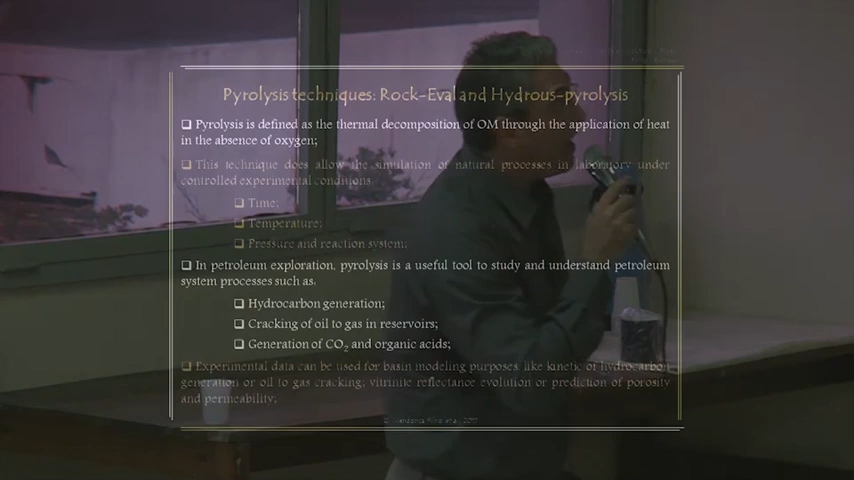 Pyrolysis techniques: Rock-Eval and Hydrous-pyrolysis
❑ Pyrolysis is defined as the thermal decomposition of OM through the application of heat
in the absence of oxygen;
❑ This technique does allow the simulation of natural processes in laboratory under
controlled experimental conditions.
❑ Time;
❑ Temperature;
❑ Pressure and reaction system;
❑ In petroleum exploration, pyrolysis is a useful tool to study and understand petroleum
system processes such as:
❑ Hydrocarbon generation;
❑ Cracking of oil to gas in reservoirs;
❑ Generation of CO₂ and organic acids;
❑ Experimental data can be used for basin modeling purposes, like kinetic of hydrocarbon
generation or oil to gas cracking; vitrinite reflectance evolution or prediction of porosity
and permeability;